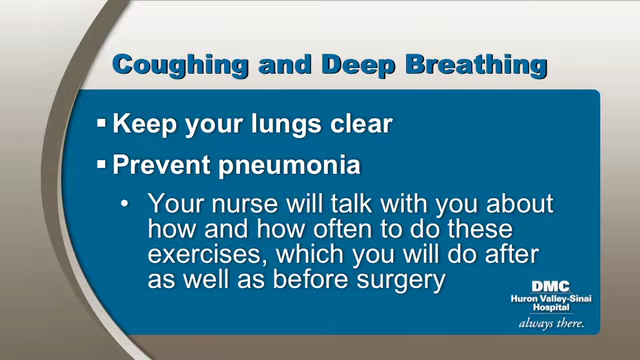 Coughing and Deep Breathing
▪ Keep your lungs clear
▪ Prevent pneumonia
• Your nurse will talk with you about
how and how often to do these
exercises, which you will do after
as well as before surgery
DMC
Huron Valley-Sinai
Hospital
always there.